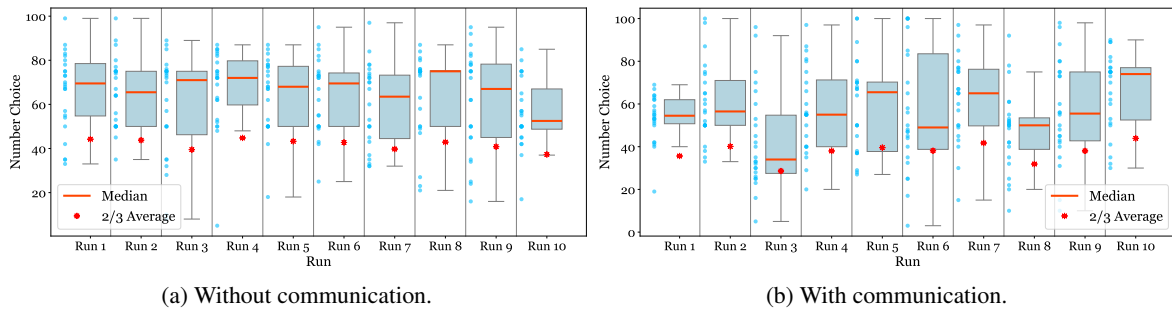 Number Choice
100
80
60
40
20
Median
2/3 Average
Run 1 Run 2 Run 3 Run 4 Run 5 Run 6 Run 7 Run 8 Run 9 Run 10
Run
(a) Without communication.
Number Choice
100
80
60
40
20
0
Median
2/3 Average
Run 1 Run 2 Run 3 Run 4 Run 5 Run 6 Run 7 Run 8 Run 9 Run 10
Run
(b) With communication.